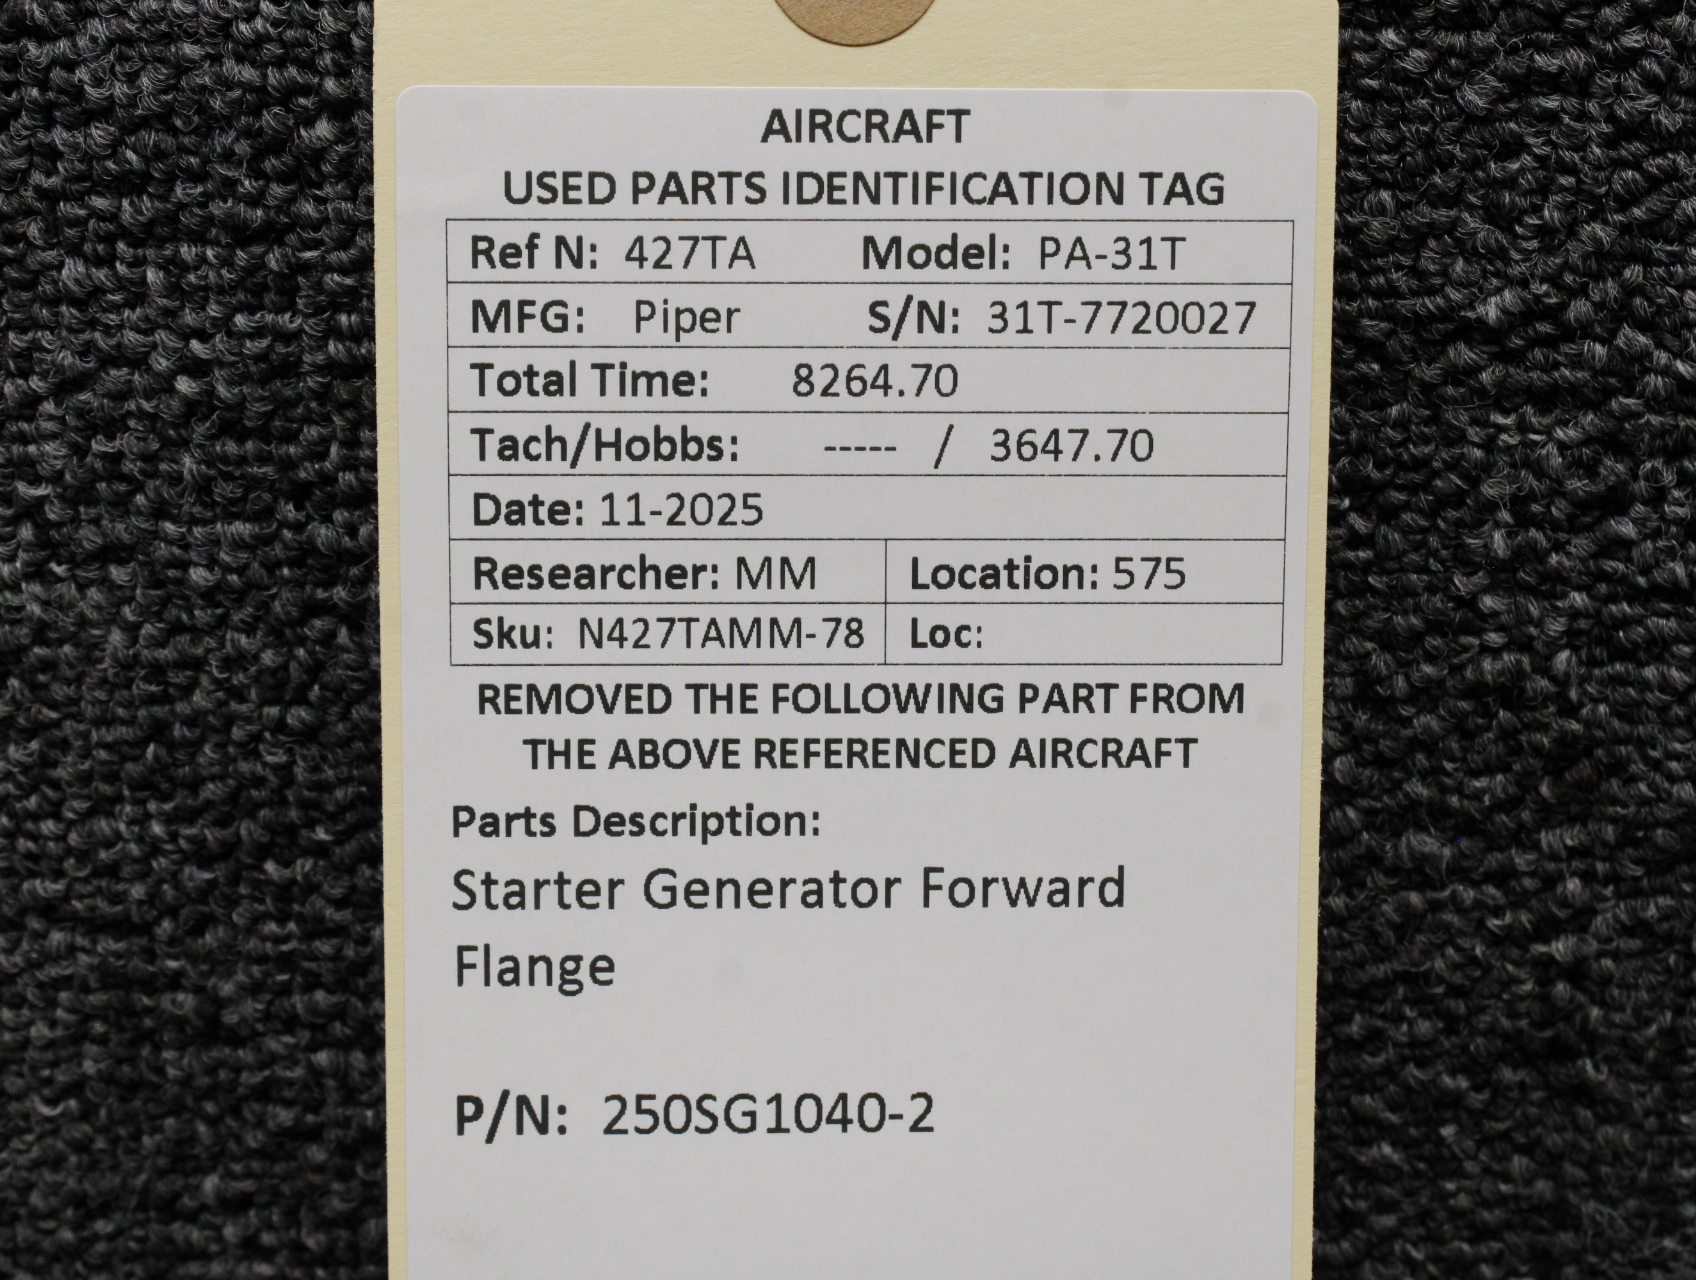 AIRCRAFT
USED PARTS IDENTIFICATION TAG
Ref N: 427TA Model: PA-31T
MFG: Piper S/N: 31T-7720027
Total Time: 8264.70
Tach/Hobbs: ----- / 3647.70
Date: 11-2025
Researcher: MM Location: 575
Sku: N427TAMM-78 Loc:
REMOVED THE FOLLOWING PART FROM
THE ABOVE REFERENCED AIRCRAFT
Parts Description:
Starter Generator Forward
Flange
P/N: 250SG1040-2